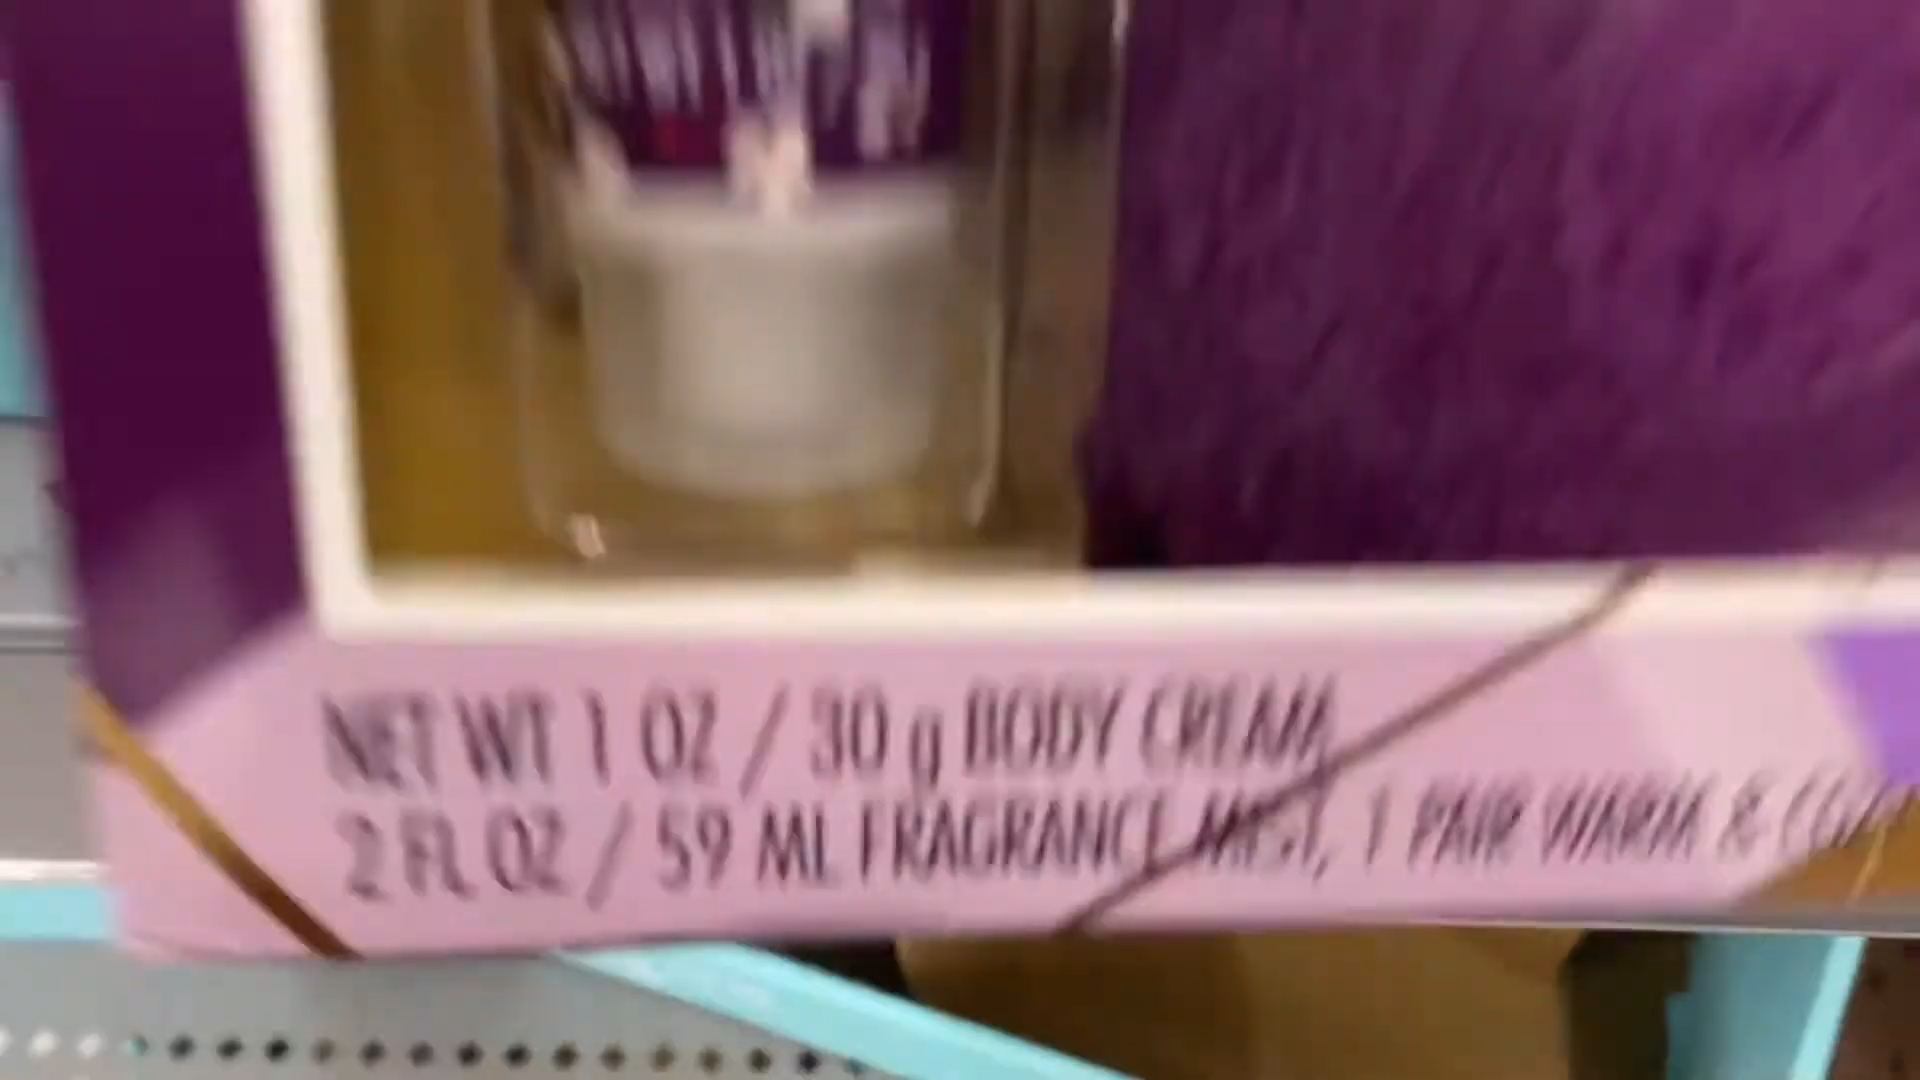 NET WT 1 OZ / 30 g BODY CREAM
2 FL OZ / 59 ML FRAGRANCE MIST, 1 PAIR WARM &